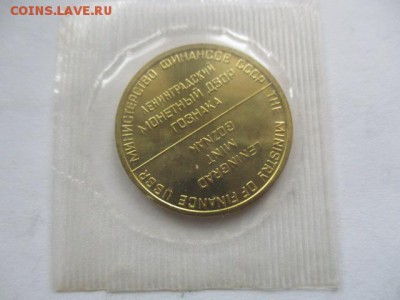 COINS.LAVE.RU
МИНИСТЕРСТВО ФИНАНСОВ СССР
THE MINISTRY OF FINANCE USSR
ЛЕНИНГРАДСКИЙ
МОНЕТНЫЙ ДВОР
ГОЗНАКА
LENINGRAD
MINT
GOZNAK